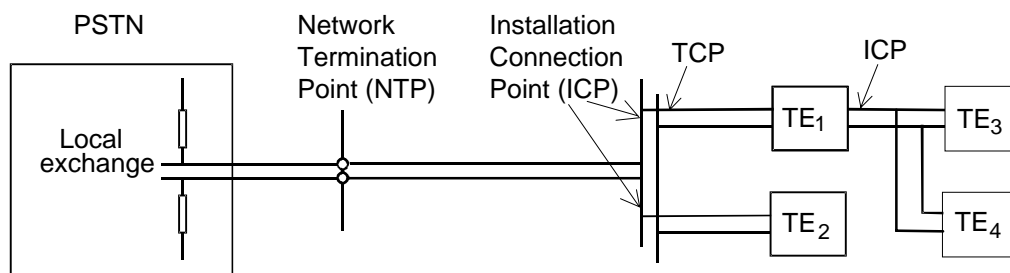 PSTN
Network
Termination
Point (NTP)
Installation
Connection
Point (ICP)
TCP
ICP
Local
exchange
TE1
TE3
TE2
TE4